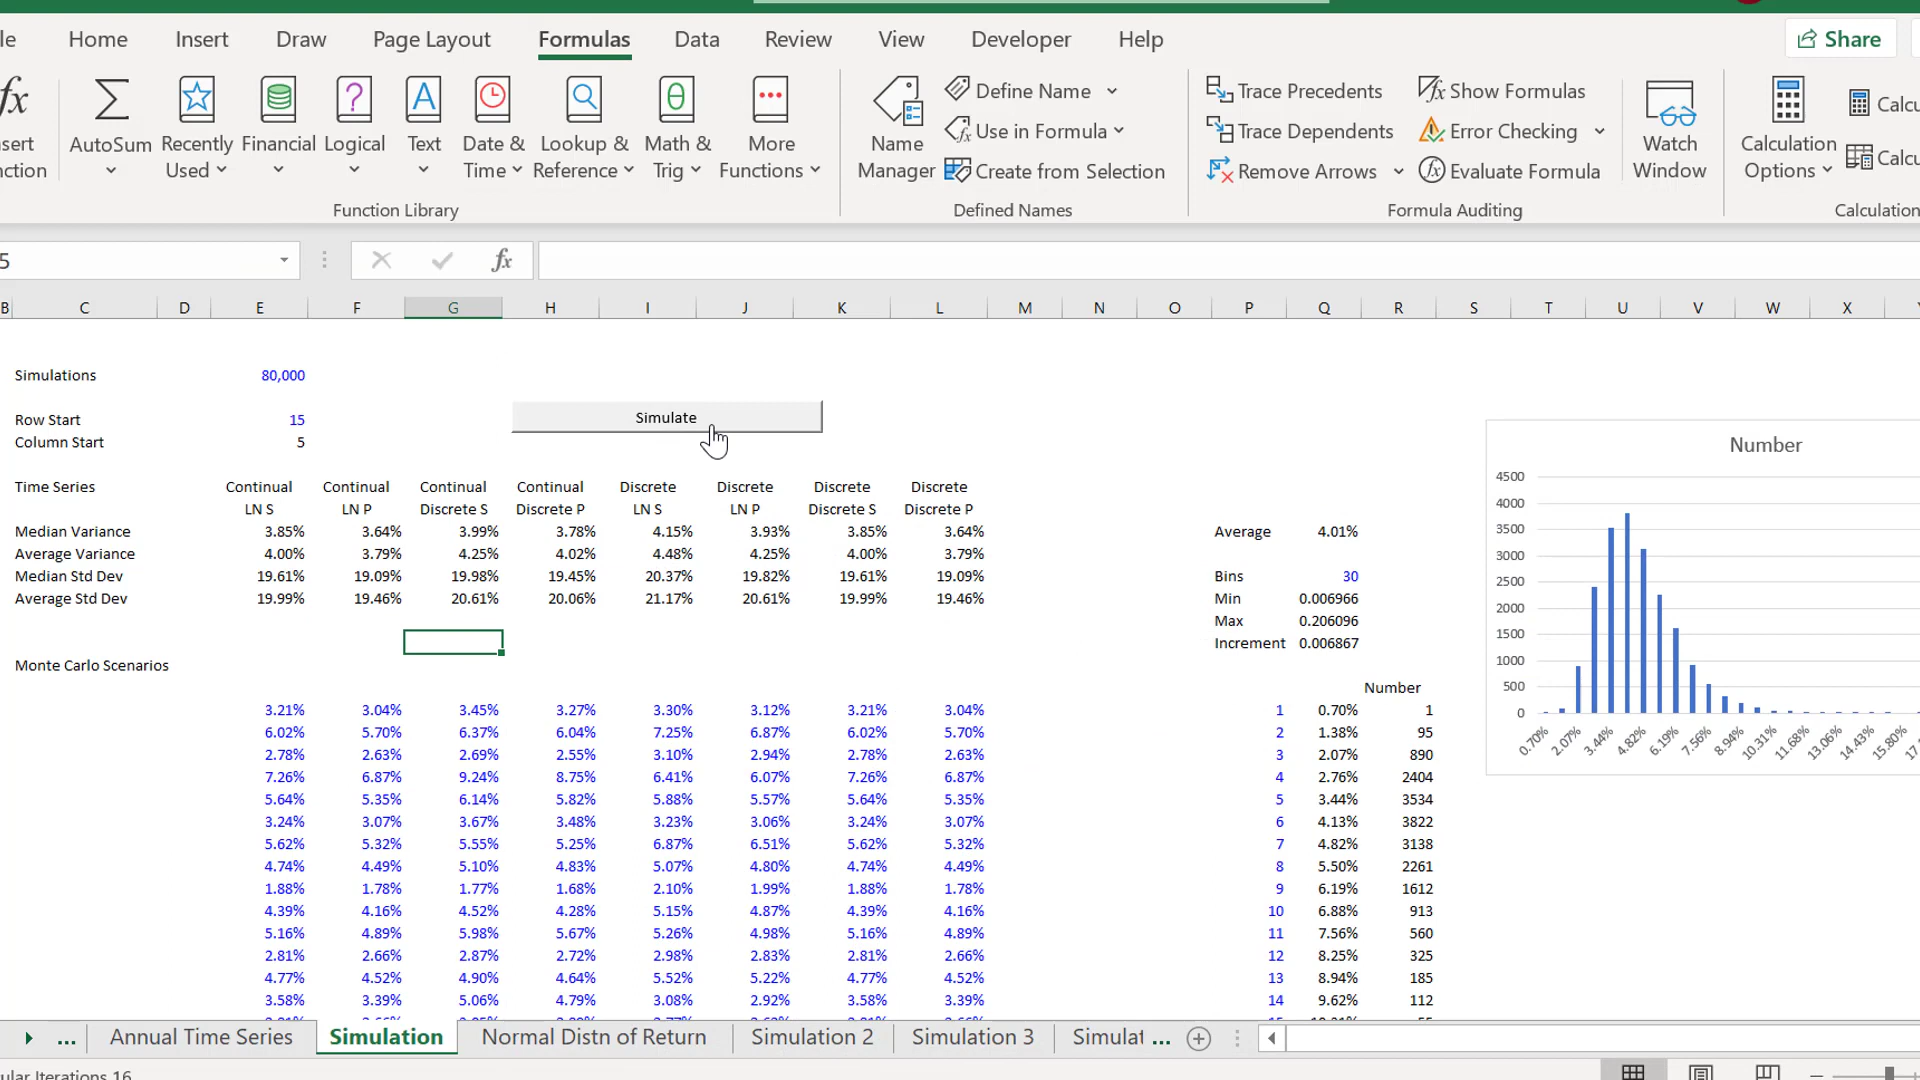 le Home Insert Draw Page Layout Formulas Data Review View Developer Help Share
fx
sert
ction
AutoSum
Recently
Used
Financial
Logical
Text
Date &
Time
Lookup &
Reference
Math &
Trig
More
Functions
Function Library
Name
Manager
Define Name
Use in Formula
Create from Selection
Defined Names
Trace Precedents
Trace Dependents
Remove Arrows
Show Formulas
Error Checking
Evaluate Formula
Formula Auditing
Watch
Window
Calculation
Options
Calcu
Calcu
Calculation
5 fx
B C D E F G H I J K L M N O P Q R S T U V W X
Simulations 80,000
Row Start 15
Column Start 5
Simulate
Time Series Continual Continual Continual Continual Discrete Discrete Discrete Discrete
LN S LN P Discrete S Discrete P LN S LN P Discrete S Discrete P
Median Variance 3.85% 3.64% 3.99% 3.78% 4.15% 3.93% 3.85% 3.64%
Average Variance 4.00% 3.79% 4.25% 4.02% 4.48% 4.25% 4.00% 3.79%
Median Std Dev 19.61% 19.09% 19.98% 19.45% 20.37% 19.82% 19.61% 19.09%
Average Std Dev 19.99% 19.46% 20.61% 20.06% 21.17% 20.61% 19.99% 19.46%
Monte Carlo Scenarios
3.21% 3.04% 3.45% 3.27% 3.30% 3.12% 3.21% 3.04%
6.02% 5.70% 6.37% 6.04% 7.25% 6.87% 6.02% 5.70%
2.78% 2.63% 2.69% 2.55% 3.10% 2.94% 2.78% 2.63%
7.26% 6.87% 9.24% 8.75% 6.41% 6.07% 7.26% 6.87%
5.64% 5.35% 6.14% 5.82% 5.88% 5.57% 5.64% 5.35%
3.24% 3.07% 3.67% 3.48% 3.23% 3.06% 3.24% 3.07%
5.62% 5.32% 5.55% 5.25% 6.87% 6.51% 5.62% 5.32%
4.74% 4.49% 5.10% 4.83% 5.07% 4.80% 4.74% 4.49%
1.88% 1.78% 1.77% 1.68% 2.10% 1.99% 1.88% 1.78%
4.39% 4.16% 4.52% 4.28% 5.15% 4.87% 4.39% 4.16%
5.16% 4.89% 5.98% 5.67% 5.26% 4.98% 5.16% 4.89%
2.81% 2.66% 2.87% 2.72% 2.98% 2.83% 2.81% 2.66%
4.77% 4.52% 4.90% 4.64% 5.52% 5.22% 4.77% 4.52%
3.58% 3.39% 5.06% 4.79% 3.08% 2.92% 3.58% 3.39%
Average 4.01%
Bins 30
Min 0.006966
Max 0.206096
Increment 0.006867
Number
1 0.70% 1
2 1.38% 95
3 2.07% 890
4 2.76% 2404
5 3.44% 3534
6 4.13% 3822
7 4.82% 3138
8 5.50% 2261
9 6.19% 1612
10 6.88% 913
11 7.56% 560
12 8.25% 325
13 8.94% 185
14 9.62% 112
Number
4500
4000
3500
3000
2500
2000
1500
1000
500
0
0.70% 2.07% 3.44% 4.82% 6.19% 7.56% 8.94% 10.31% 11.68% 13.06% 14.43% 15.80% 17.
... Annual Time Series Simulation Normal Distn of Return Simulation 2 Simulation 3 Simulat ...
ular Iterations 16